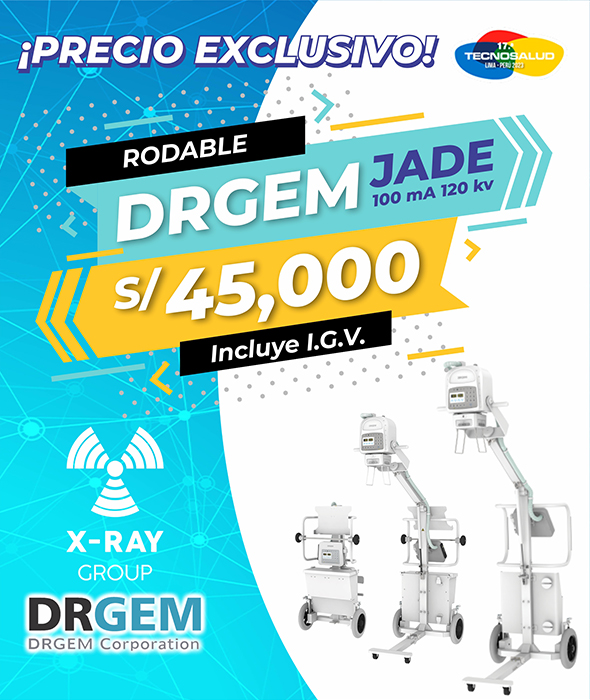 ¡PRECIO EXCLUSIVO!
17.
TECNOSALUD
LIMA - PERÚ 2023
RODABLE
DRGEM JADE
100 mA 120 kv
S/ 45,000
Incluye I.G.V.
X-RAY
GROUP
DRGEM
DRGEM Corporation